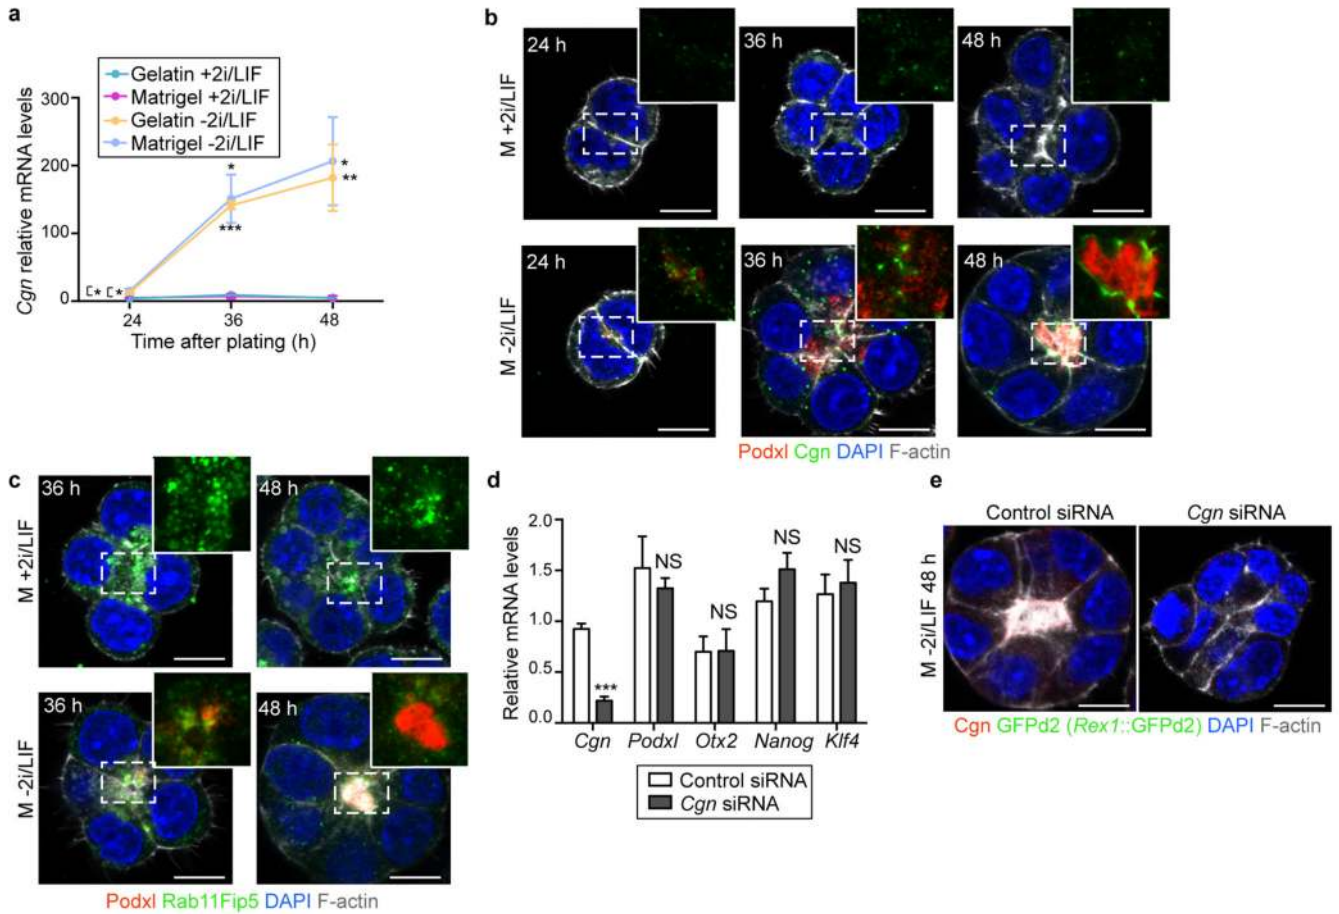 a
Gelatin +2i/LIF
Matrigel +2i/LIF
Gelatin -2i/LIF
Matrigel -2i/LIF
Cgn relative mRNA levels
300
200
100
0
*
***
*
**
[* [*
24 36 48
Time after plating (h)
b
M +2i/LIF
24 h 36 h 48 h
M -2i/LIF
24 h 36 h 48 h
Podxl Cgn DAPI F-actin
c
M +2i/LIF
36 h 48 h
M -2i/LIF
36 h 48 h
Podxl Rab11Fip5 DAPI F-actin
d
Relative mRNA levels
2.0
1.5
1.0
0.5
0.0
*** NS NS NS NS
Cgn Podxl Otx2 Nanog Klf4
Control siRNA
Cgn siRNA
e
Control siRNA Cgn siRNA
M -2i/LIF 48 h
Cgn GFPd2 (Rex1::GFPd2) DAPI F-actin